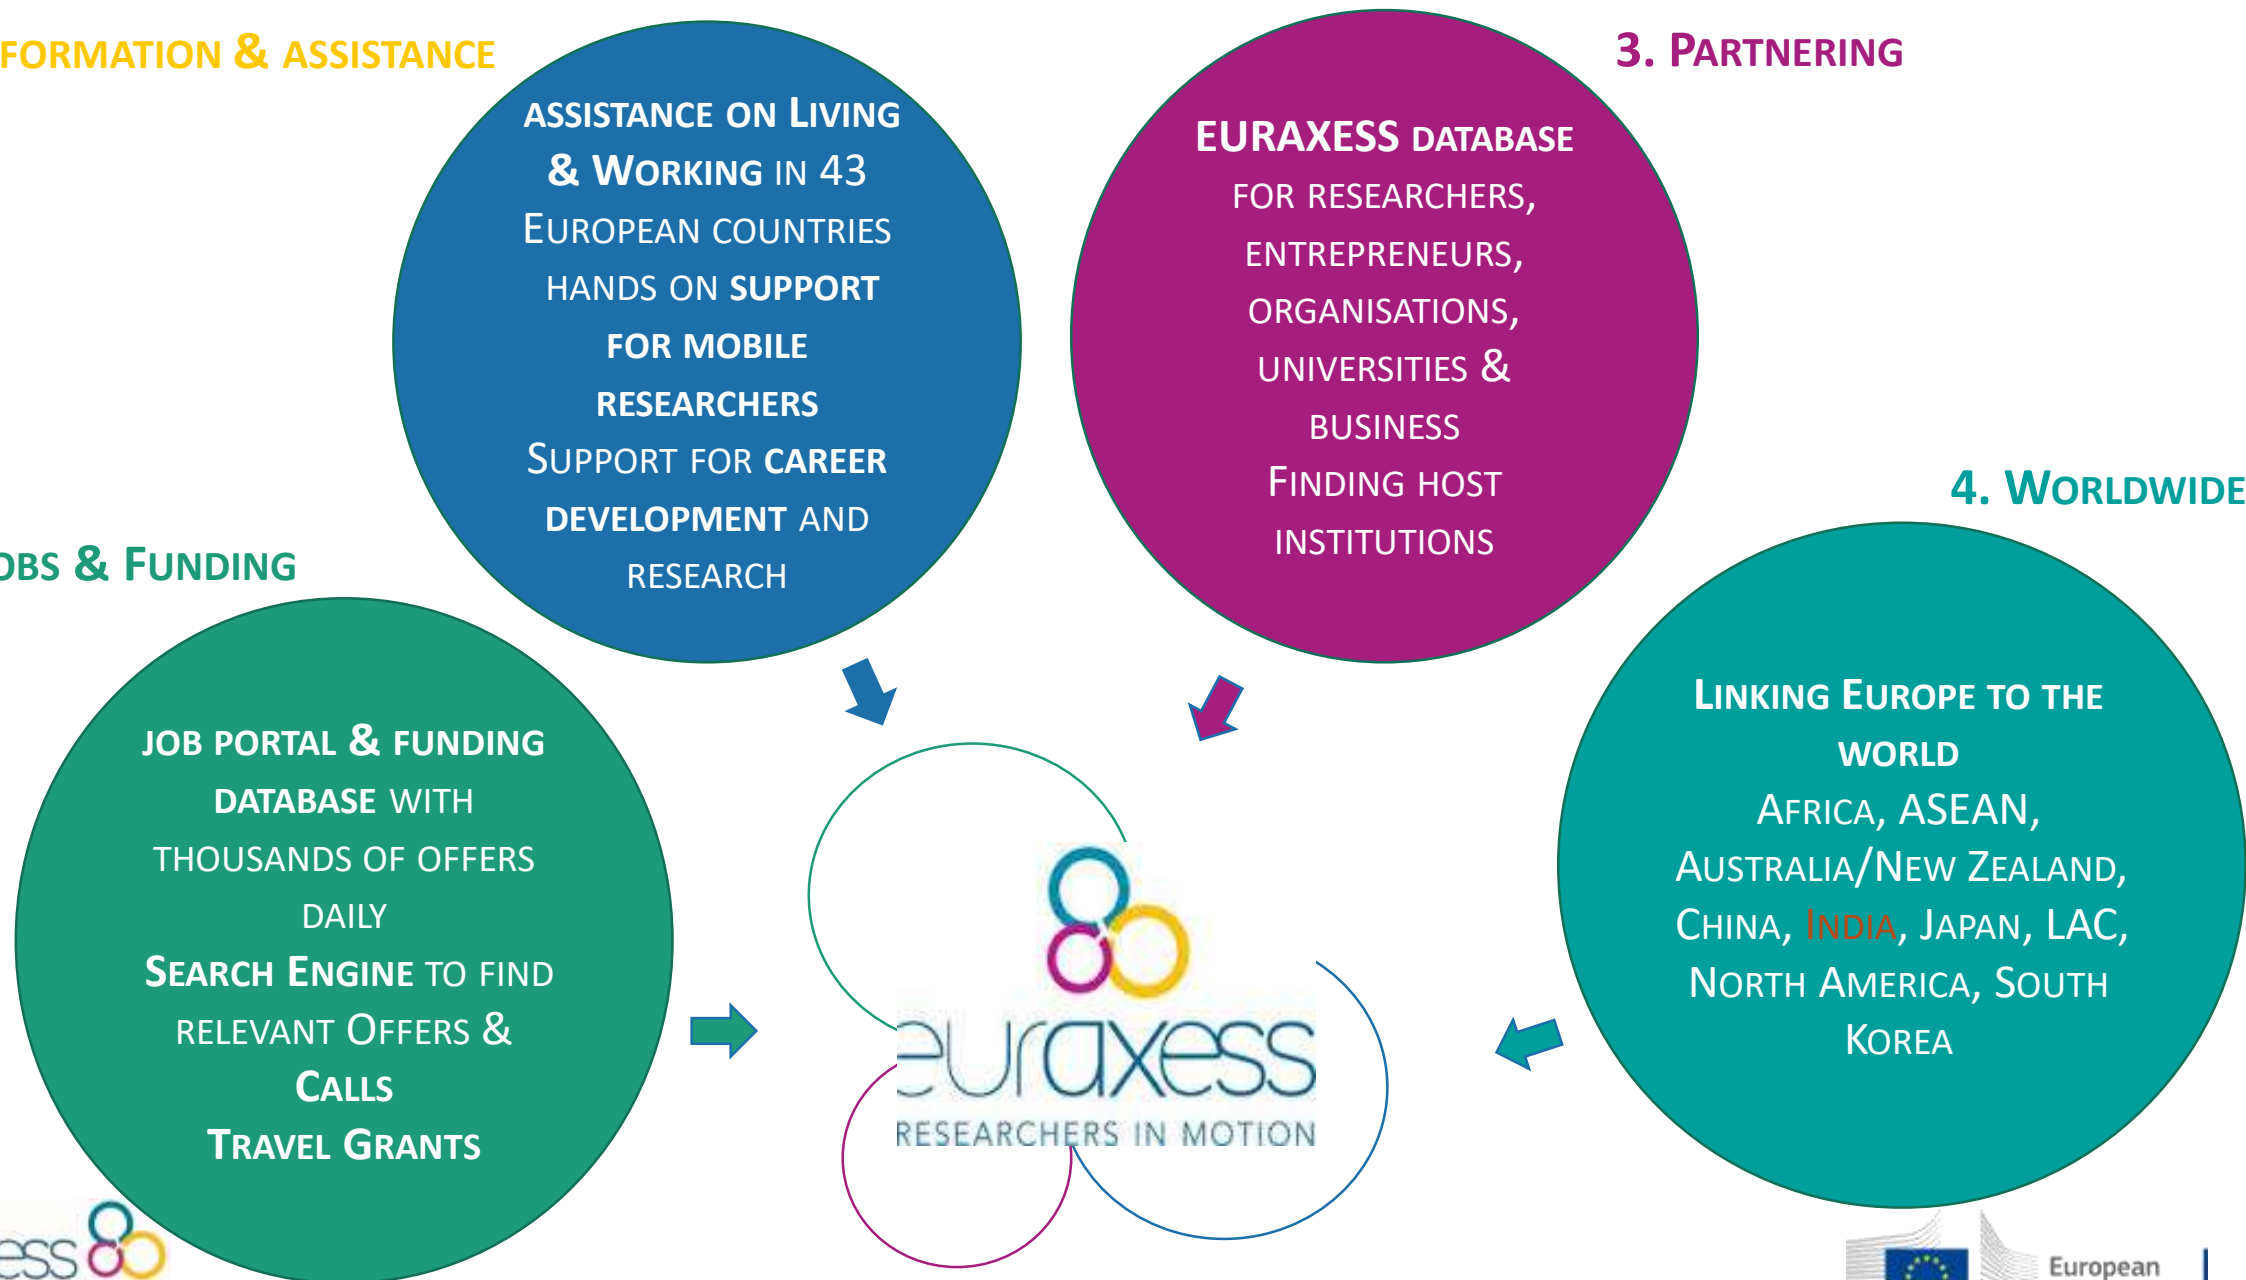 FORMATION & ASSISTANCE
ASSISTANCE ON LIVING
& WORKING IN 43
EUROPEAN COUNTRIES
HANDS ON SUPPORT
FOR MOBILE
RESEARCHERS
SUPPORT FOR CAREER
DEVELOPMENT AND
RESEARCH
3. PARTNERING
EURAXESS DATABASE
FOR RESEARCHERS,
ENTREPRENEURS,
ORGANISATIONS,
UNIVERSITIES &
BUSINESS
FINDING HOST
INSTITUTIONS
OBS & FUNDING
JOB PORTAL & FUNDING
DATABASE WITH
THOUSANDS OF OFFERS
DAILY
SEARCH ENGINE TO FIND
RELEVANT OFFERS &
CALLS
TRAVEL GRANTS
4. WORLDWIDE
LINKING EUROPE TO THE
WORLD
AFRICA, ASEAN,
AUSTRALIA/NEW ZEALAND,
CHINA, INDIA, JAPAN, LAC,
NORTH AMERICA, SOUTH
KOREA
euraxess
RESEARCHERS IN MOTION
ess
European